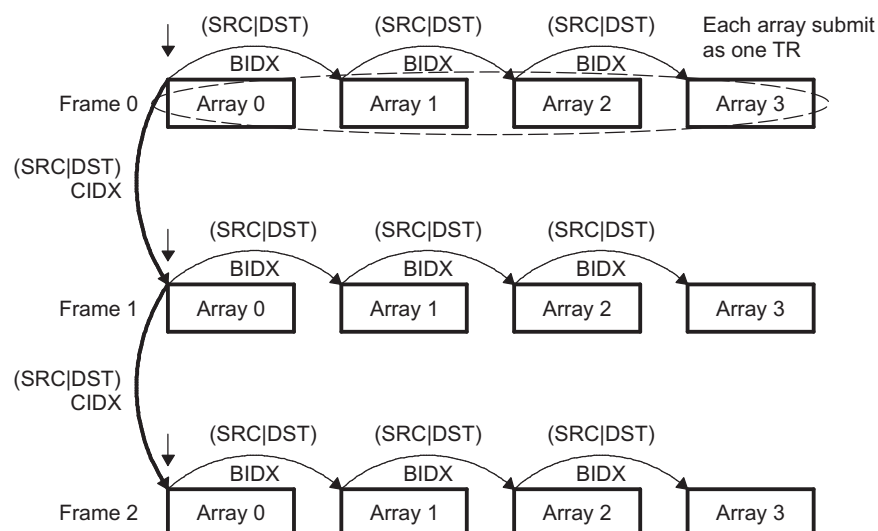 (SRC|DST) (SRC|DST) (SRC|DST) Each array submit
BIDX BIDX BIDX as one TR
Frame 0 Array 0 Array 1 Array 2 Array 3
(SRC|DST)
CIDX
(SRC|DST) (SRC|DST) (SRC|DST)
BIDX BIDX BIDX
Frame 1 Array 0 Array 1 Array 2 Array 3
(SRC|DST)
CIDX
(SRC|DST) (SRC|DST) (SRC|DST)
BIDX BIDX BIDX
Frame 2 Array 0 Array 1 Array 2 Array 3